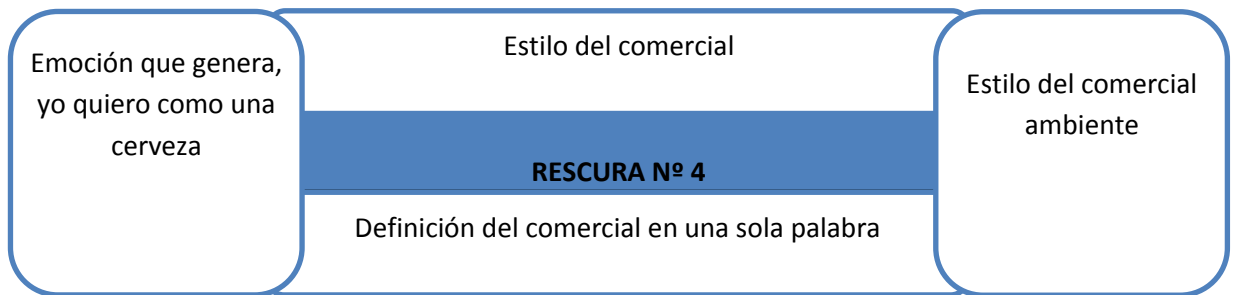 Emoción que genera,
yo quiero como una
cerveza
Estilo del comercial
RESCURA Nº 4
Definición del comercial en una sola palabra
Estilo del comercial
ambiente